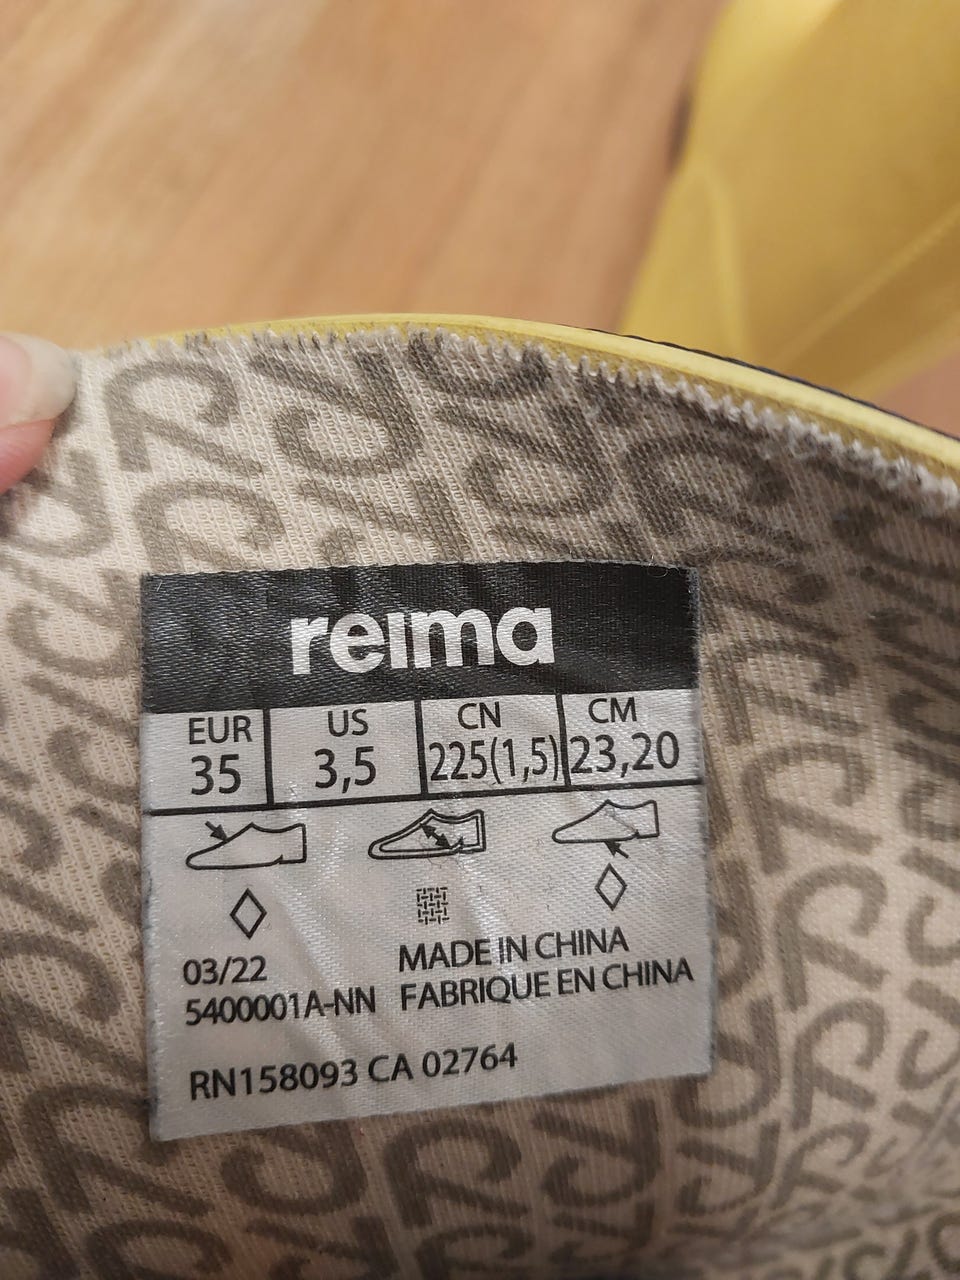 reima
EUR US CN CM
35 3,5 225(1,5) 23,20
03/22 MADE IN CHINA
5400001A-NN FABRIQUE EN CHINA
RN158093 CA 02764